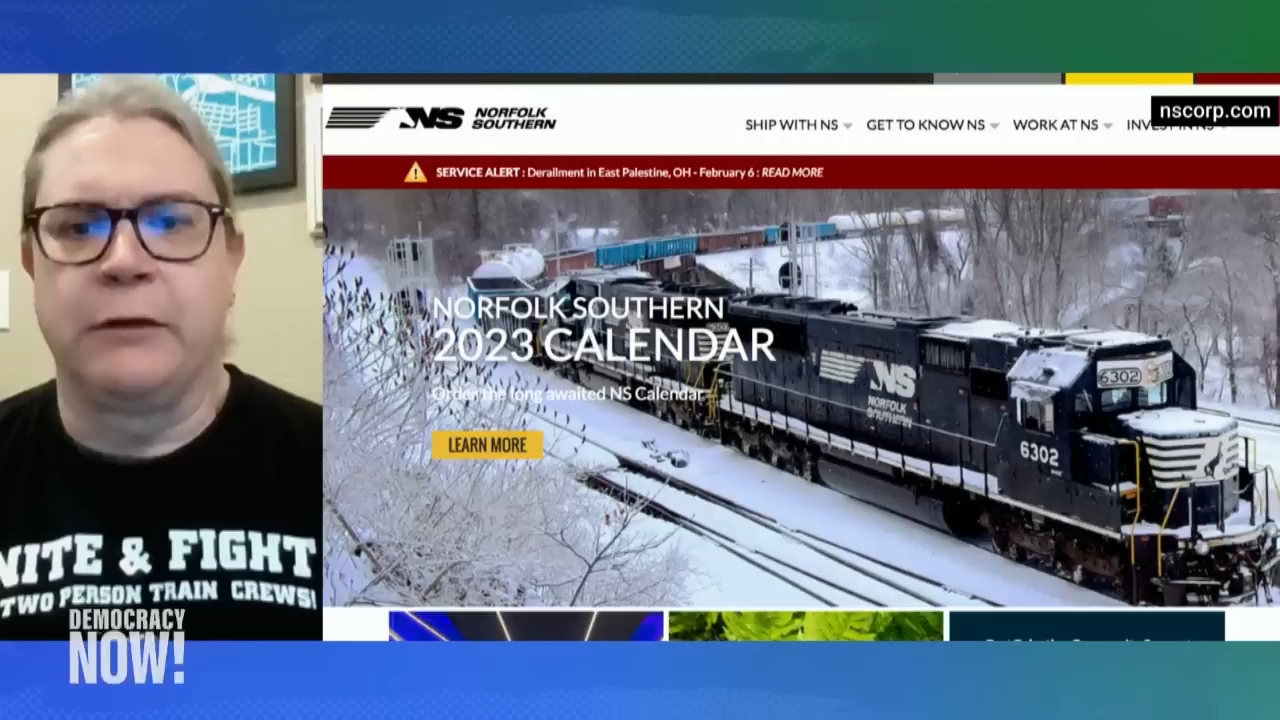 NS NORFOLK SOUTHERN
SHIP WITH NS GET TO KNOW NS WORK AT NS
nscorp.com
SERVICE ALERT : Derailment in East Palestine, OH - February 6 : READ MORE
NORFOLK SOUTHERN
2023 CALENDAR
Order the long awaited NS Calendar
LEARN MORE
NS
NORFOLK
SOUTHERN
6302
6302
NITE & FIGHT
TWO PERSON TRAIN CREWS!
DEMOCRACY
NOW!